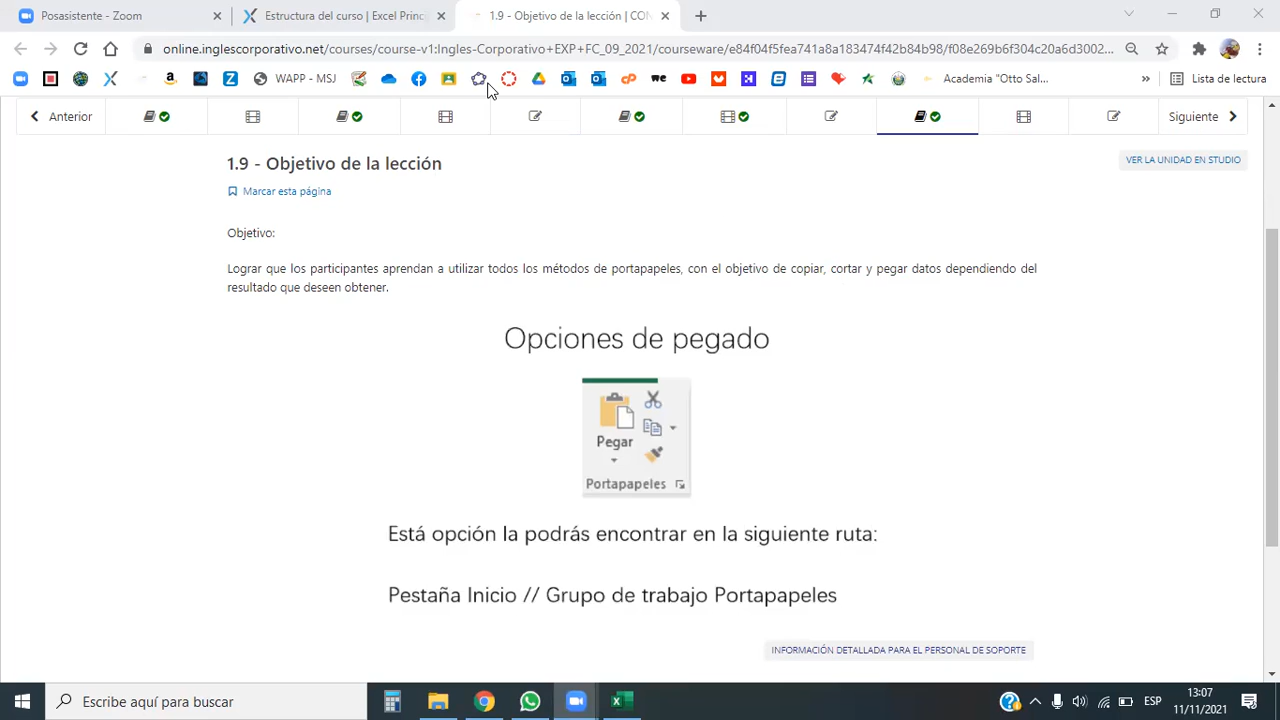 Posasistente - Zoom
Estructura del curso | Excel Princ
1.9 - Objetivo de la lección | CON
online.inglescorporativo.net/courses/course-v1:Ingles-Corporativo+EXP+FC_09_2021/courseware/e84f04f5fea741a8a183474f42b84b98/f08e269b6f304c20a6d3002...
WAPP - MSJ
we
Academia "Otto Sal...
»
Lista de lectura
Anterior
Siguiente
1.9 - Objetivo de la lección
VER LA UNIDAD EN STUDIO
Marcar esta página
Objetivo:
Lograr que los participantes aprendan a utilizar todos los métodos de portapapeles, con el objetivo de copiar, cortar y pegar datos dependiendo del
resultado que deseen obtener.
Opciones de pegado
Pegar
Portapapeles
Está opción la podrás encontrar en la siguiente ruta:
Pestaña Inicio // Grupo de trabajo Portapapeles
INFORMACIÓN DETALLADA PARA EL PERSONAL DE SOPORTE
Escribe aquí para buscar
ESP
13:07
11/11/2021